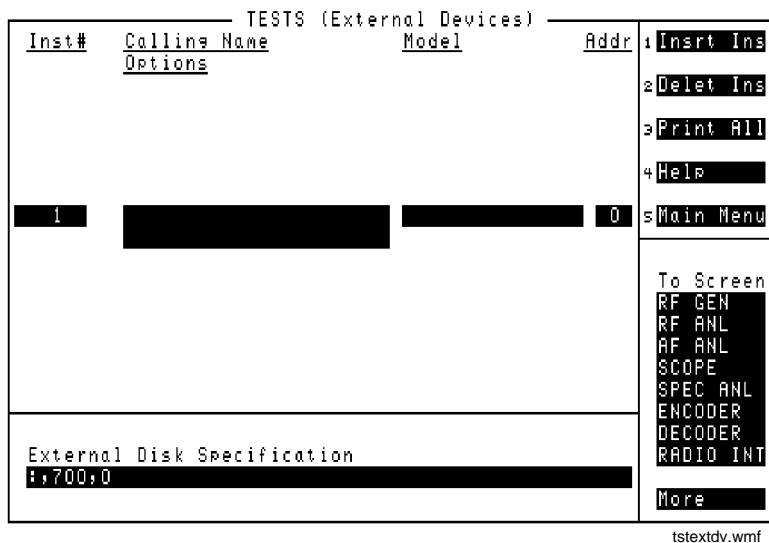 TESTS (External Devices)
Inst# Calling Name Model Addr
Options
1 0
1 Insrt Ins
2 Delet Ins
3 Print All
4 Help
5 Main Menu
To Screen
RF GEN
RF ANL
AF ANL
SCOPE
SPEC ANL
ENCODER
DECODER
RADIO INT
More
External Disk Specification
:,700,0
tstextdv.wmf